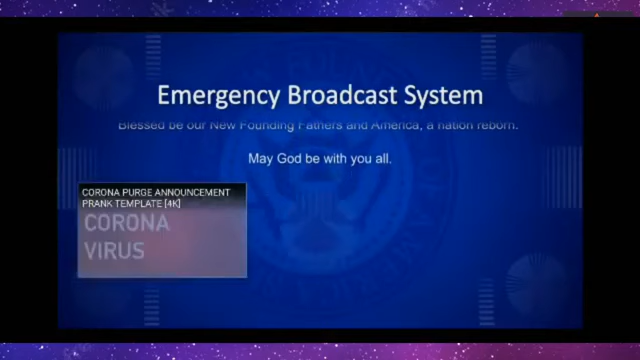 Emergency Broadcast System
Blessed be our New Founding Fathers and America, a nation reborn.
May God be with you all.
CORONA PURGE ANNOUNCEMENT
PRANK TEMPLATE [4K]
CORONA
VIRUS